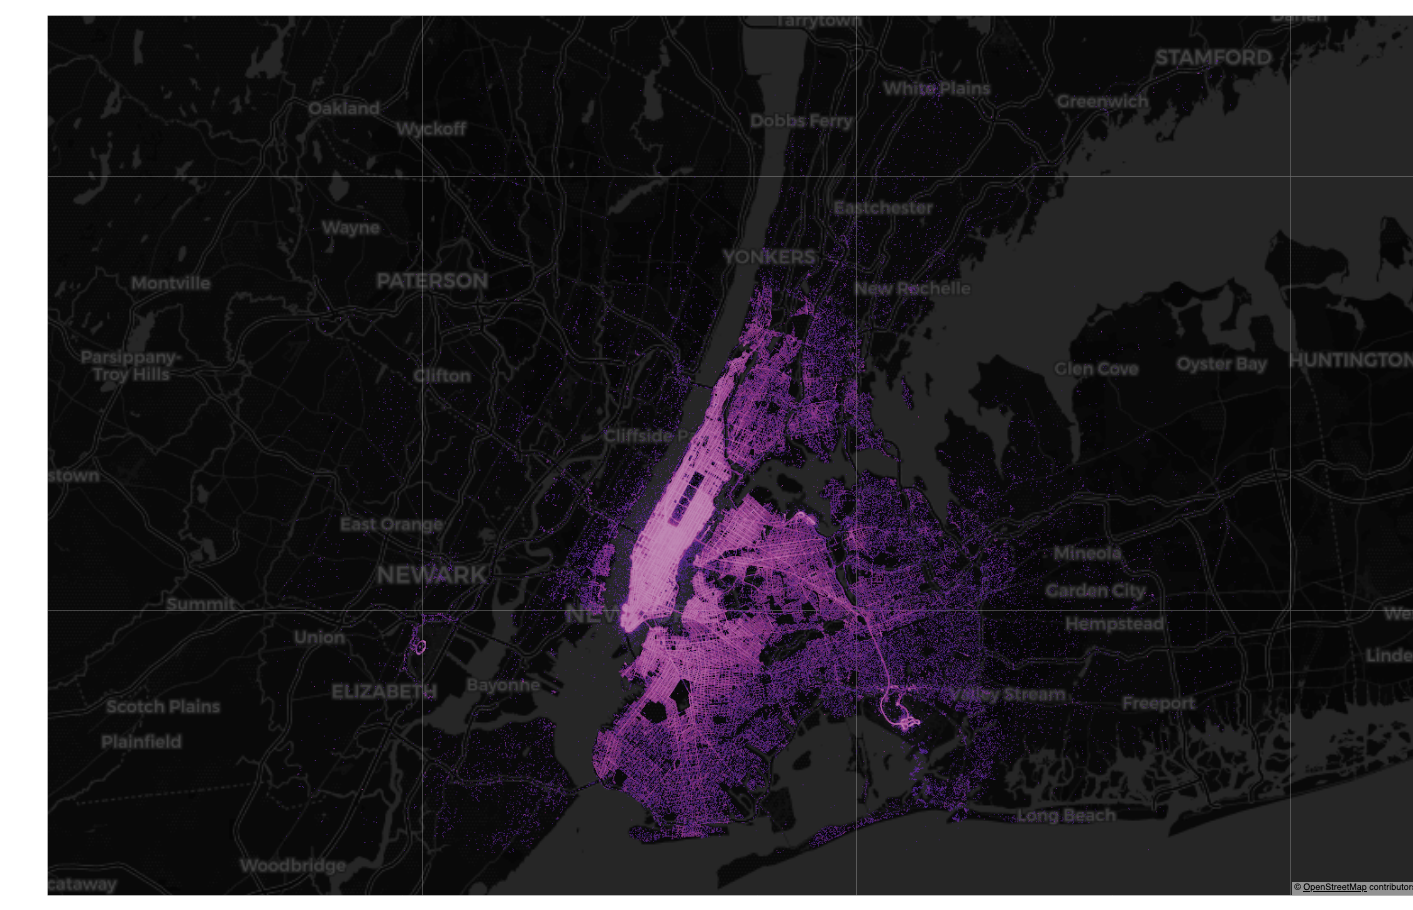 Tarrytown
Darien
STAMFORD
White Plains
Greenwich
Oakland
Wyckoff
Dobbs Ferry
Eastchester
Wayne
YONKERS
PATERSON
Montville
New Rochelle
Parsippany-
Troy Hills
Clifton
Glen Cove
Oyster Bay
HUNTINGTON
Cliffside P
stown
East Orange
NEWARK
Mineola
Garden City
Summit
NEW
Hempstead
We
Union
Linde
ELIZABETH
Bayonne
Valley Stream
Freeport
Scotch Plains
Plainfield
Long Beach
Woodbridge
cataway
© OpenStreetMap contributors